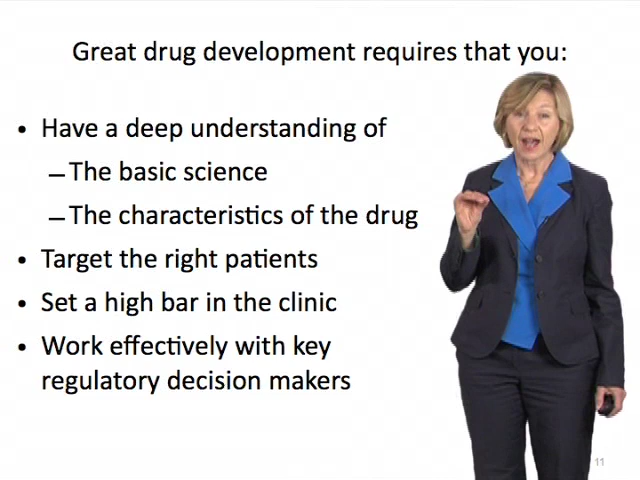 Great drug development requires that you:
• Have a deep understanding of
– The basic science
– The characteristics of the drug
• Target the right patients
• Set a high bar in the clinic
• Work effectively with key
regulatory decision makers
11